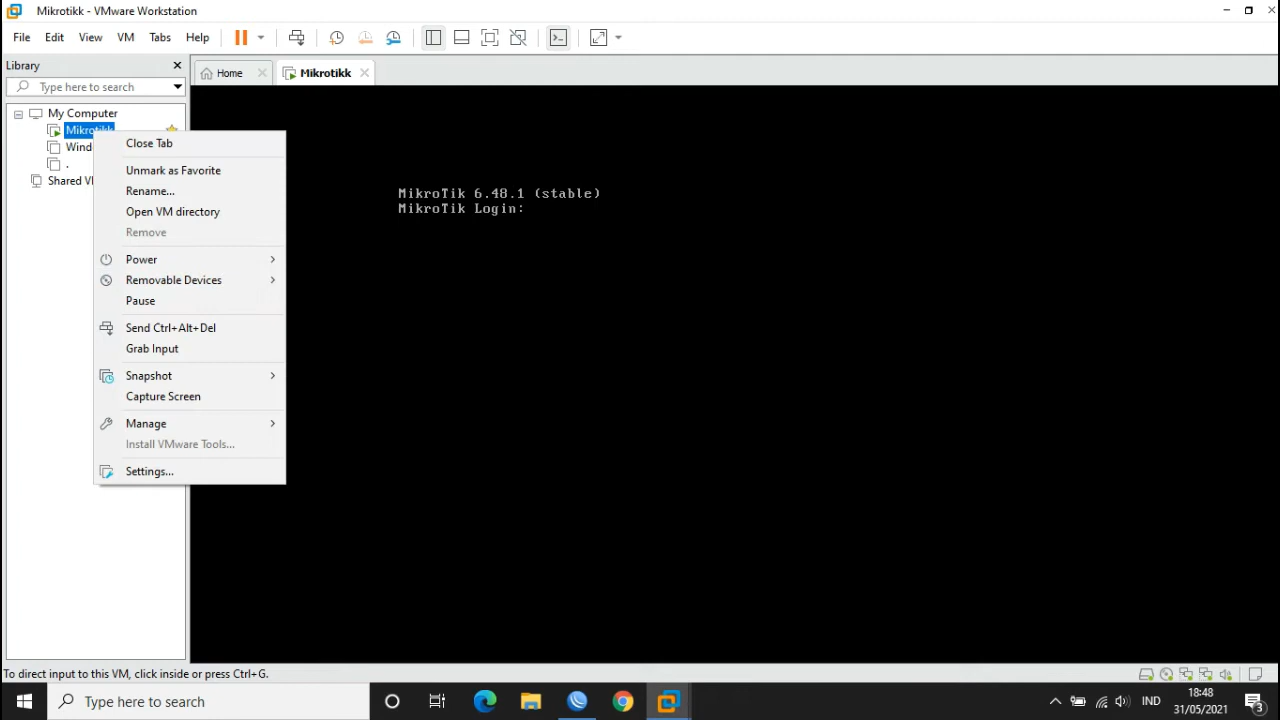 Mikrotikk - VMware Workstation
File Edit View VM Tabs Help
Library
Home
Mikrotikk
Type here to search
My Computer
Mikrotikk
Wind
.
Shared V
Close Tab
Unmark as Favorite
Rename...
Open VM directory
Remove
Power
Removable Devices
Pause
Send Ctrl+Alt+Del
Grab Input
Snapshot
Capture Screen
Manage
Install VMware Tools...
Settings...
MikroTik 6.48.1 (stable)
MikroTik Login:
To direct input to this VM, click inside or press Ctrl+G.
Type here to search
IND
18:48
31/05/2021
3